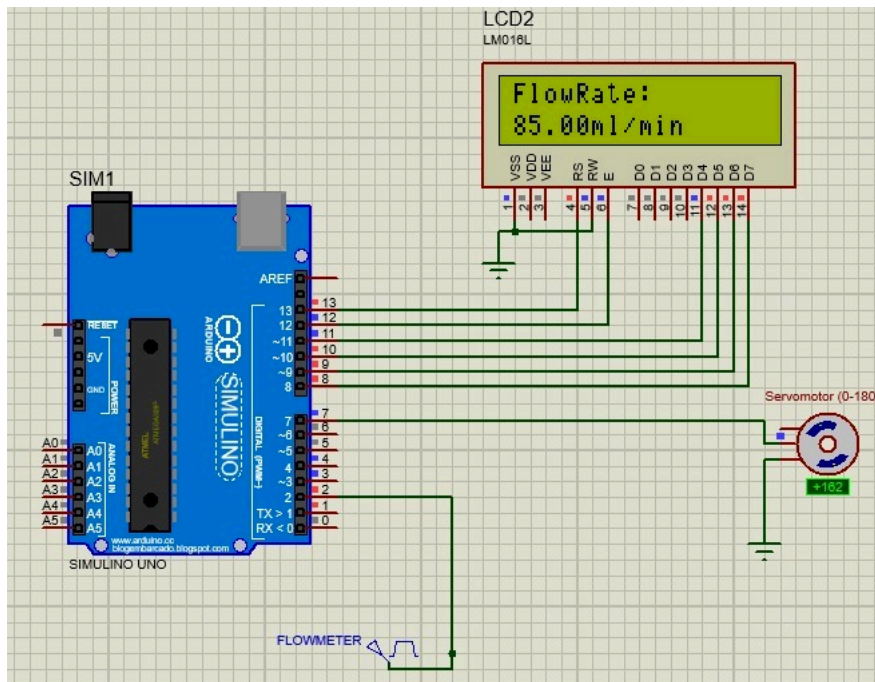 LCD2
LM016L
FlowRate:
85.00ml/min
VSS
VDD
VEE
RS
RW
E
D0
D1
D2
D3
D4
D5
D6
D7
1
2
3
4
5
6
7
8
9
10
11
12
13
14
SIM1
AREF
13 13
12 12
~11 11
~10 10
~9 9
8 8
RESET
5V
GND
POWER
ARDUINO
SIMULINO
ATMEL
DIGITAL (PWM~)
7 7
~6 6
~5 5
4 4
~3 3
2 2
TX > 1 1
RX < 0 0
ANALOG IN
A0 A0
A1 A1
A2 A2
A3 A3
A4 A4
A5 A5
www.arduino.cc
blogembarcado.blogspot.com
SIMULINO UNO
Servomotor (0-180
+162
FLOWMETER